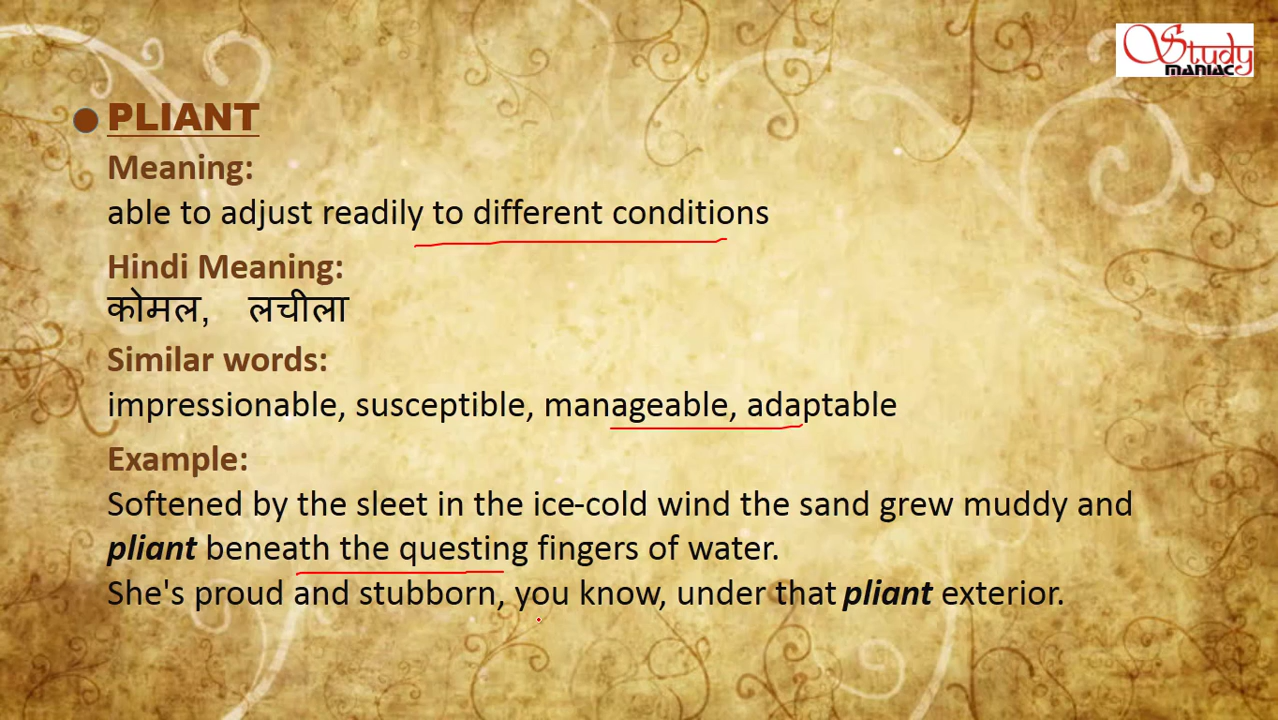 Study
MANIAC
PLIANT
Meaning:
able to adjust readily to different conditions
Hindi Meaning:
कोमल, लचीला
Similar words:
impressionable, susceptible, manageable, adaptable
Example:
Softened by the sleet in the ice-cold wind the sand grew muddy and
pliant beneath the questing fingers of water.
She's proud and stubborn, you know, under that pliant exterior.